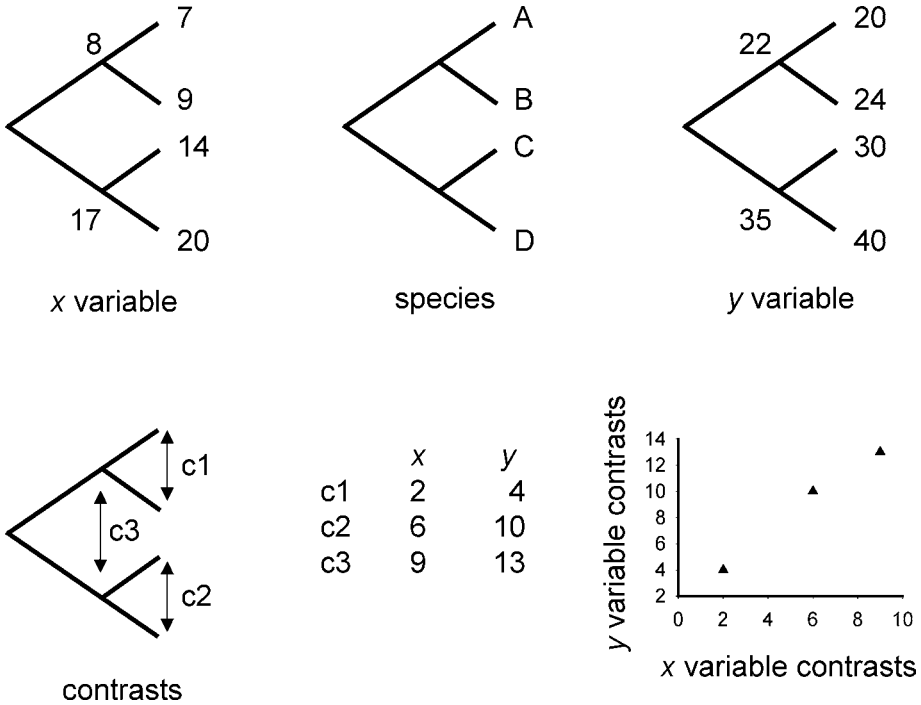 7
8
9
14
17
20
x variable
A
B
C
D
species
20
22
24
30
35
40
y variable
c1
c3
c2
contrasts
x y
c1 2 4
c2 6 10
c3 9 13
y variable contrasts
14
12
10
8
6
4
2
0 2 4 6 8 10
x variable contrasts